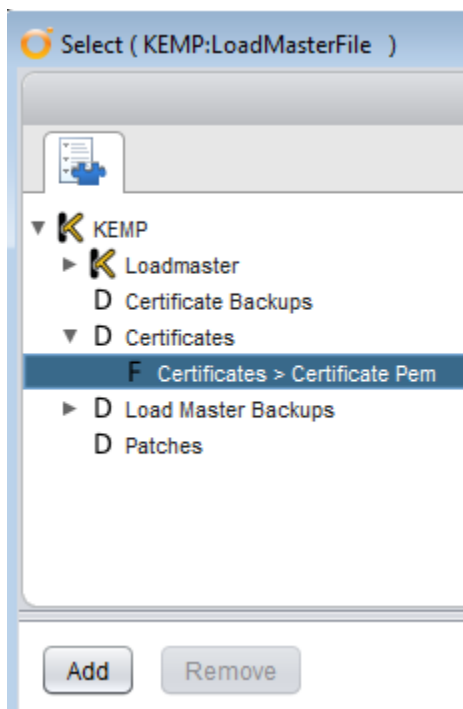 Select ( KEMP:LoadMasterFile )
KEMP
Loadmaster
D Certificate Backups
D Certificates
F Certificates > Certificate Pem
D Load Master Backups
D Patches
Add Remove